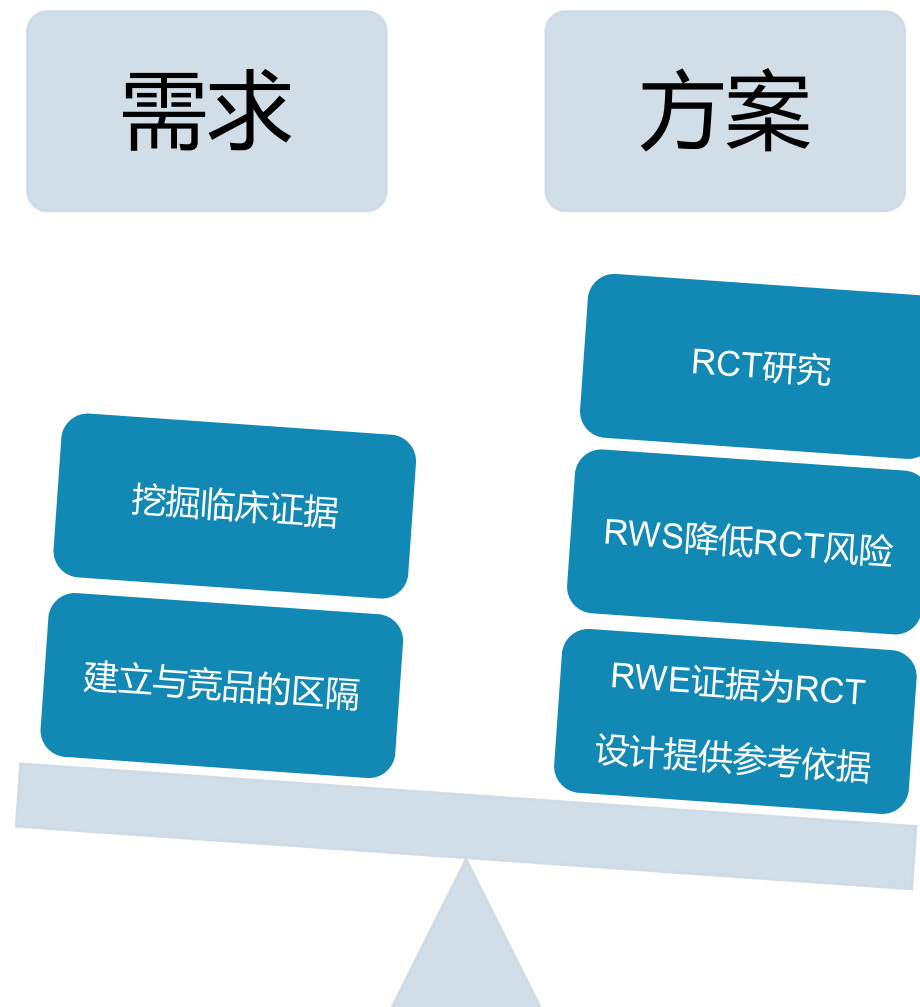 需求
方案
挖掘临床证据
建立与竞品的区隔
RCT研究
RWS降低RCT风险
RWE证据为RCT
设计提供参考依据